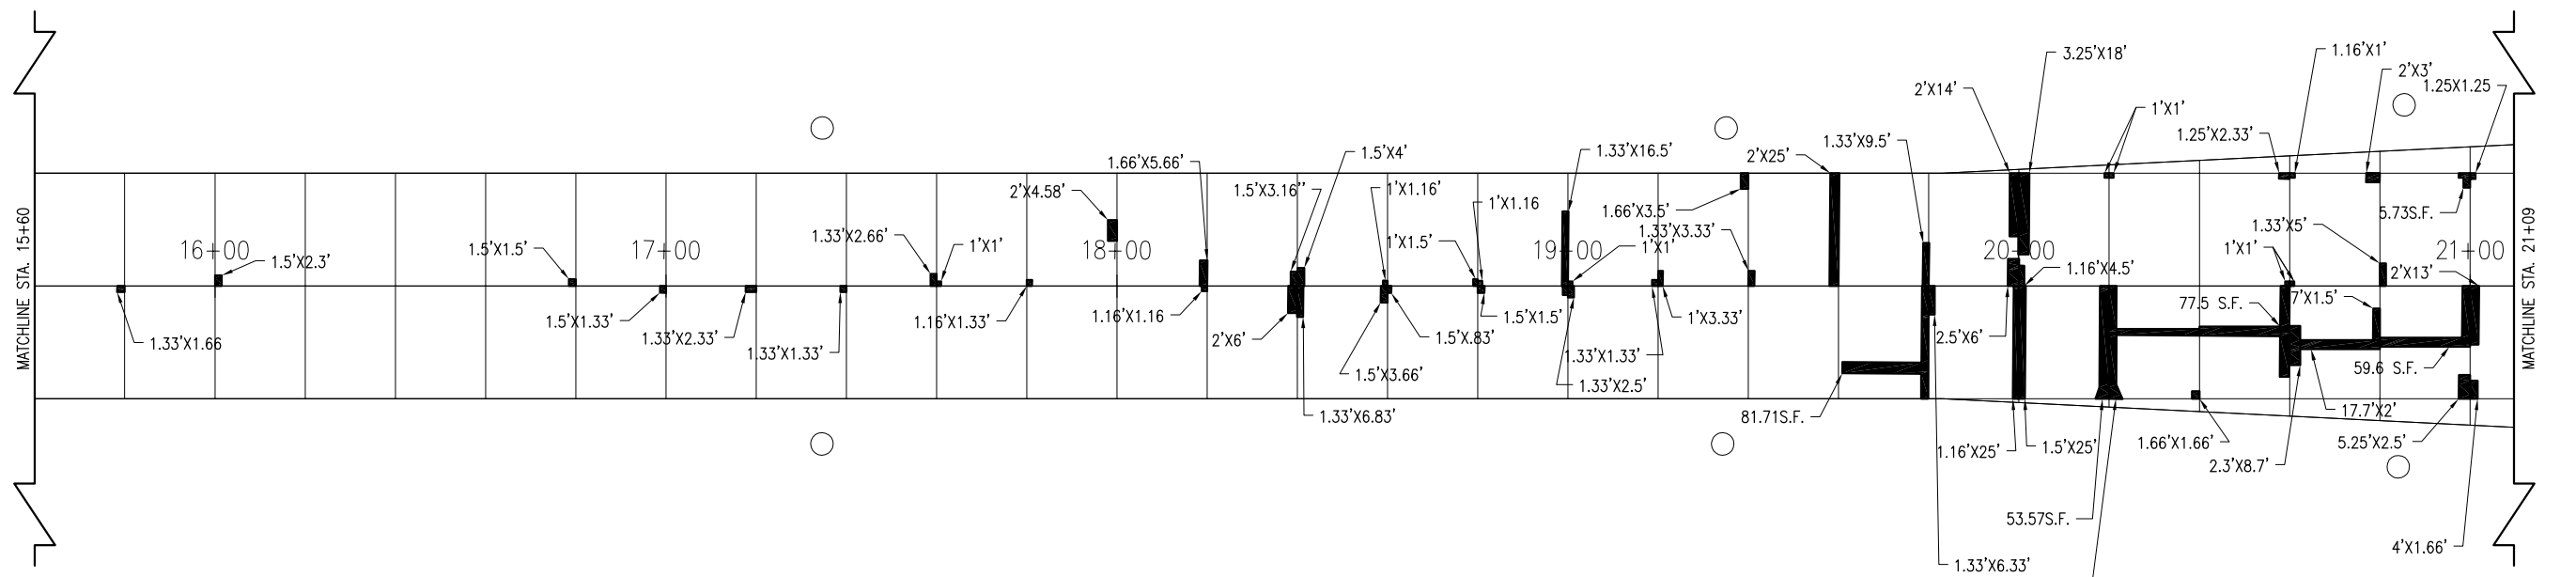 MATCHLINE STA. 15+60
16+00
17+00
18+00
19+00
20+00
21+00
MATCHLINE STA. 21+09
1.33'X1.66
1.5'X2.3'
1.5'X1.5'
1.5'X1.33'
1.33'X2.33'
1.33'X1.33'
1.33'X2.66'
1'X1'
1.16'X1.33'
2'X4.58'
1.66'X5.66'
1.16'X1.16
1.5'X3.16''
1.5'X4'
2'X6'
1.33'X6.83'
1'X1.16'
1.5'X.83'
1.5'X3.66'
1'X1.5'
1'X1.16
1.5'X1.5'
1.33'X16.5'
1'X1'
1.33'X2.5'
1.33'X1.33'
1'X3.33'
1.66'X3.5'
1.33'X3.33'
2'X25'
1.33'X9.5'
81.71S.F.
1.33'X6.33'
2'X14'
3.25'X18'
2.5'X6'
1.16'X4.5'
1.16'X25'
1.5'X25'
1'X1'
53.57S.F.
1.66'X1.66'
1.25'X2.33'
1.16'X1'
1'X1'
77.5 S.F.
2.3'X8.7'
17.7'X2'
7'X1.5'
1.33'X5'
2'X3'
1.25X1.25
5.73S.F.
2'X13'
59.6 S.F.
5.25'X2.5'
4'X1.66'